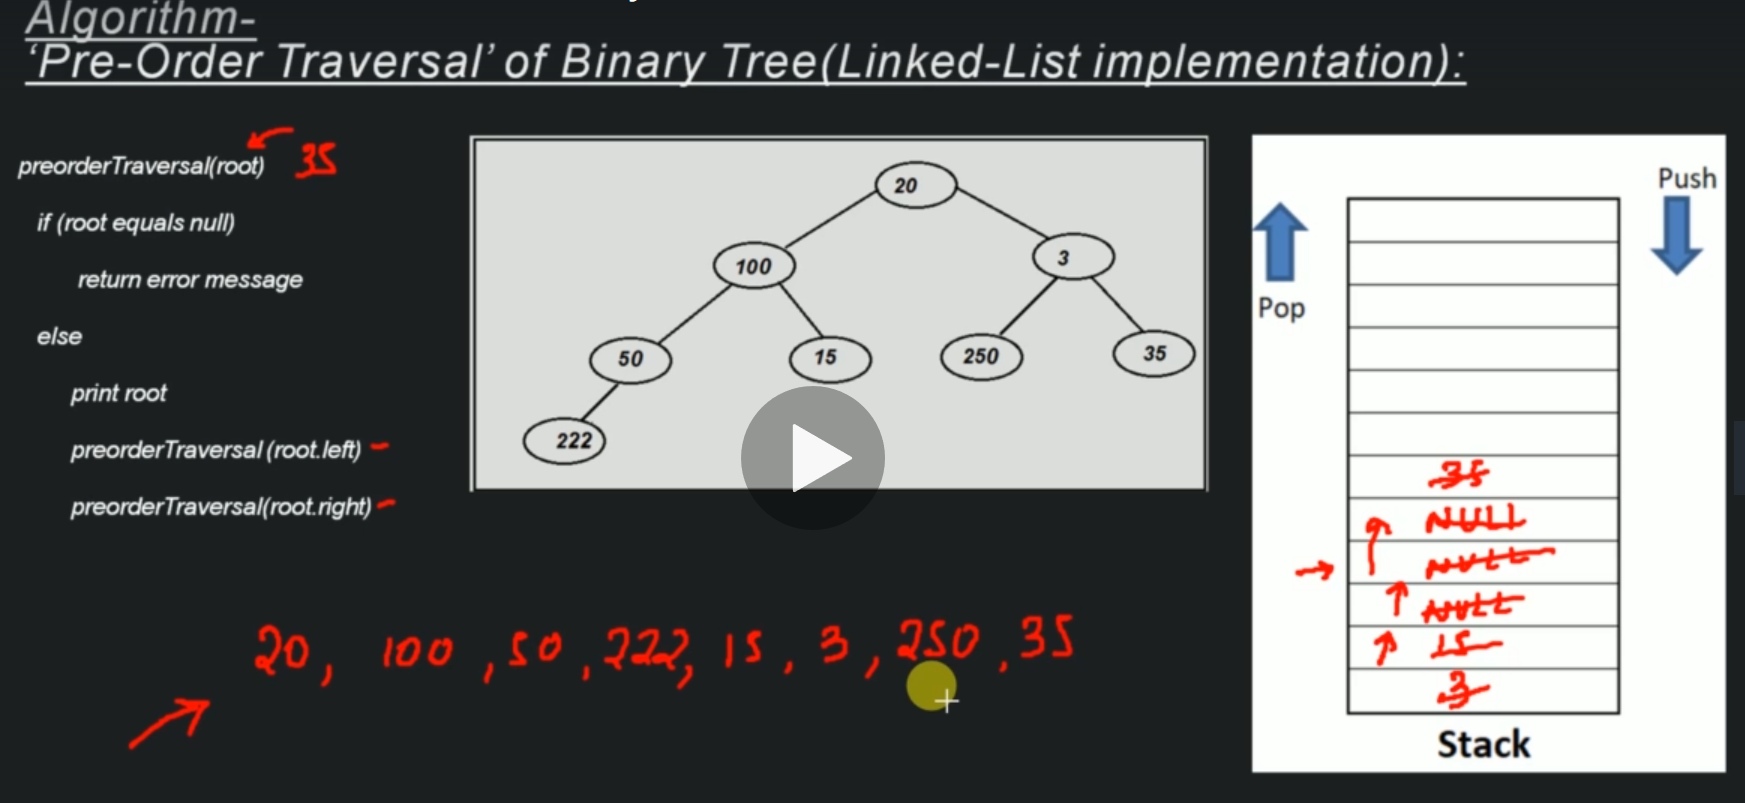 Algorithm-
‘Pre-Order Traversal’ of Binary Tree(Linked-List implementation):
preorderTraversal(root) 35
if (root equals null)
return error message
else
print root
preorderTraversal (root.left)
preorderTraversal(root.right)
20
100
3
50
15
250
35
222
Push
Pop
35
NULL
NULL
NULL
15
3
Stack
20, 100, 50, 222, 15, 3, 250, 35